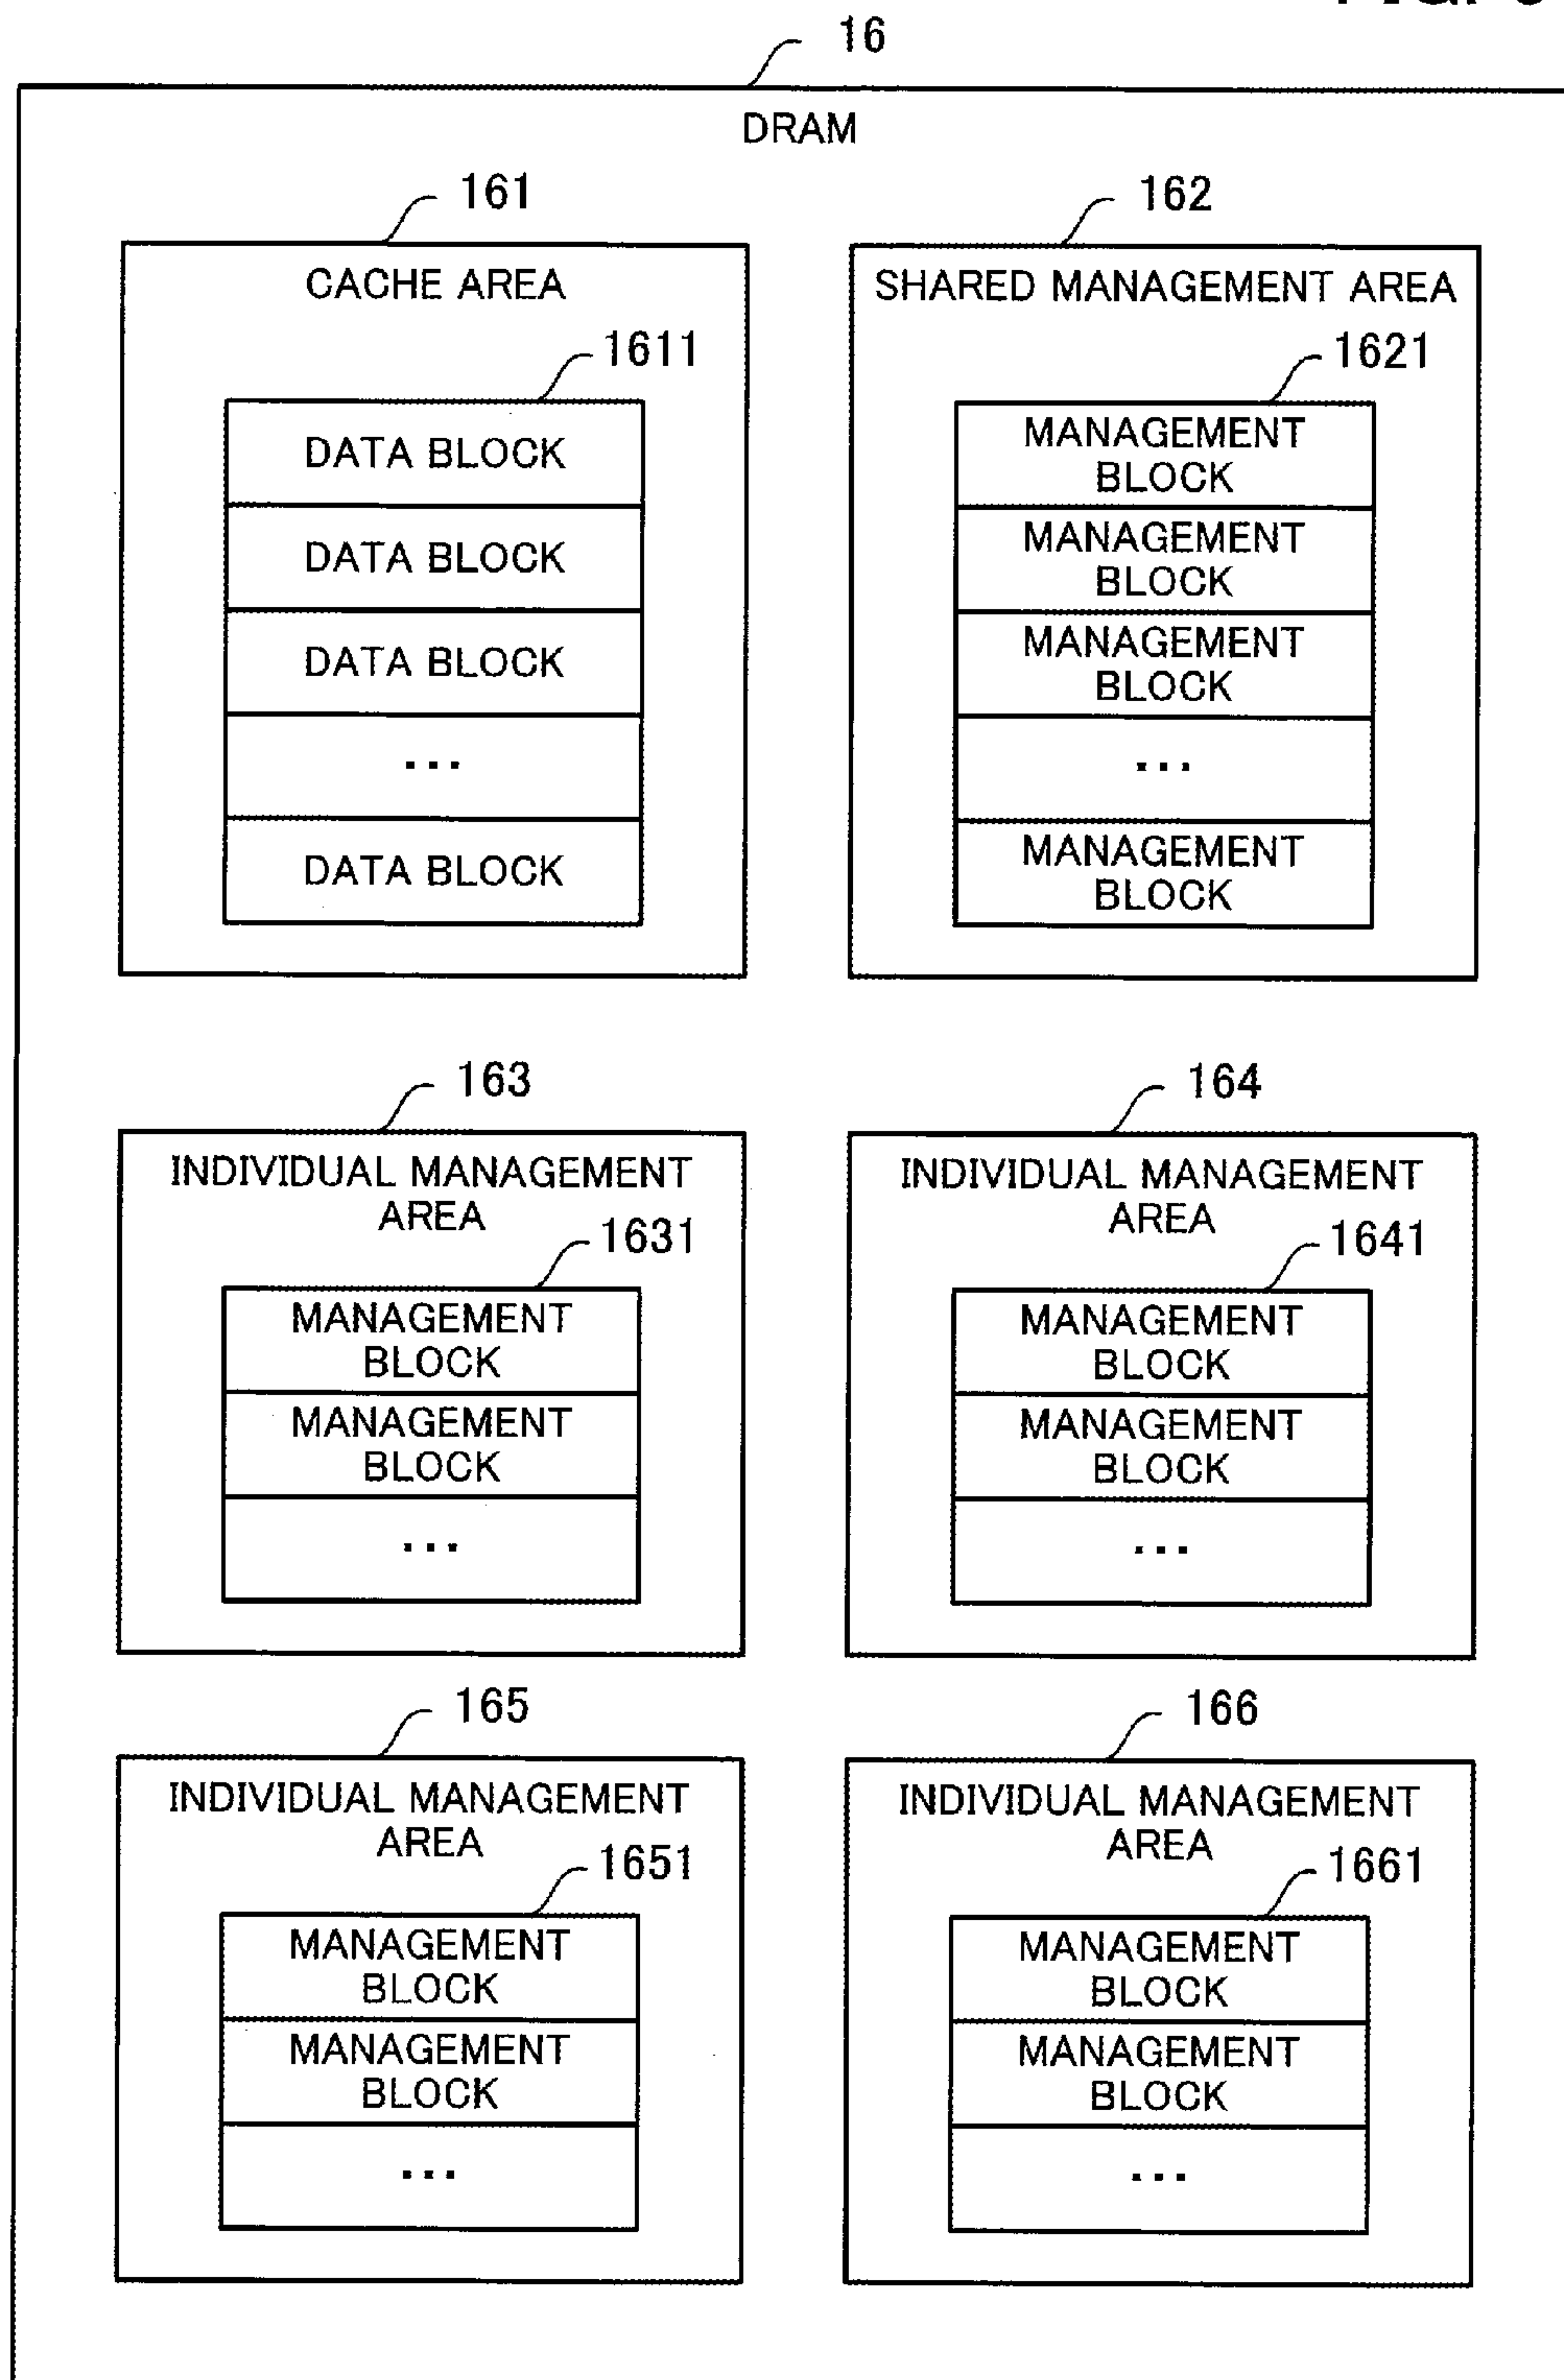 16
DRAM
161
CACHE AREA
1611
DATA BLOCK
DATA BLOCK
DATA BLOCK
...
DATA BLOCK
162
SHARED MANAGEMENT AREA
1621
MANAGEMENT
BLOCK
MANAGEMENT
BLOCK
MANAGEMENT
BLOCK
...
MANAGEMENT
BLOCK
163
INDIVIDUAL MANAGEMENT
AREA
1631
MANAGEMENT
BLOCK
MANAGEMENT
BLOCK
...
164
INDIVIDUAL MANAGEMENT
AREA
1641
MANAGEMENT
BLOCK
MANAGEMENT
BLOCK
...
165
INDIVIDUAL MANAGEMENT
AREA
1651
MANAGEMENT
BLOCK
MANAGEMENT
BLOCK
...
166
INDIVIDUAL MANAGEMENT
AREA
1661
MANAGEMENT
BLOCK
MANAGEMENT
BLOCK
...